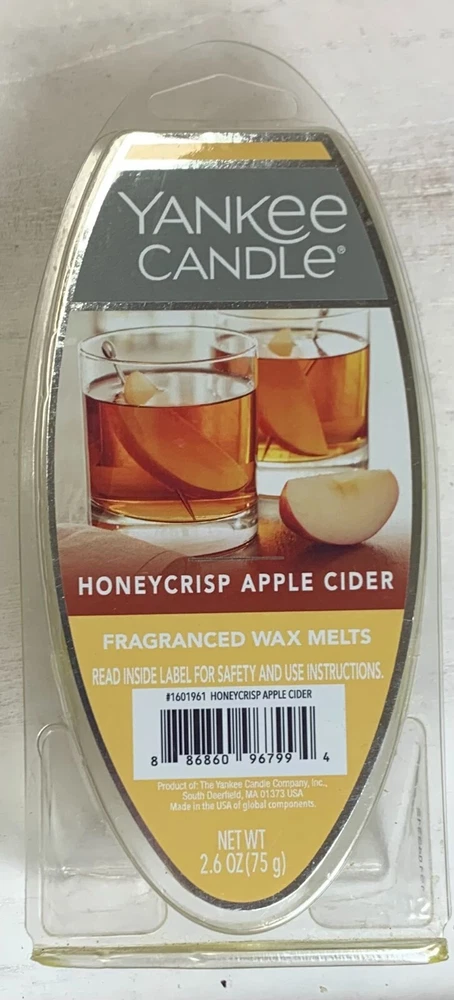 YANKEE
CANDLE®
HONEYCRISP APPLE CIDER
FRAGRANCED WAX MELTS
READ INSIDE LABEL FOR SAFETY AND USE INSTRUCTIONS.
#1601961 HONEYCRISP APPLE CIDER
8 86860 96799 4
Product of: The Yankee Candle Company, Inc.,
South Deerfield, MA 01373 USA
Made in the USA of global components.
NET WT
2.6 OZ (75 g)